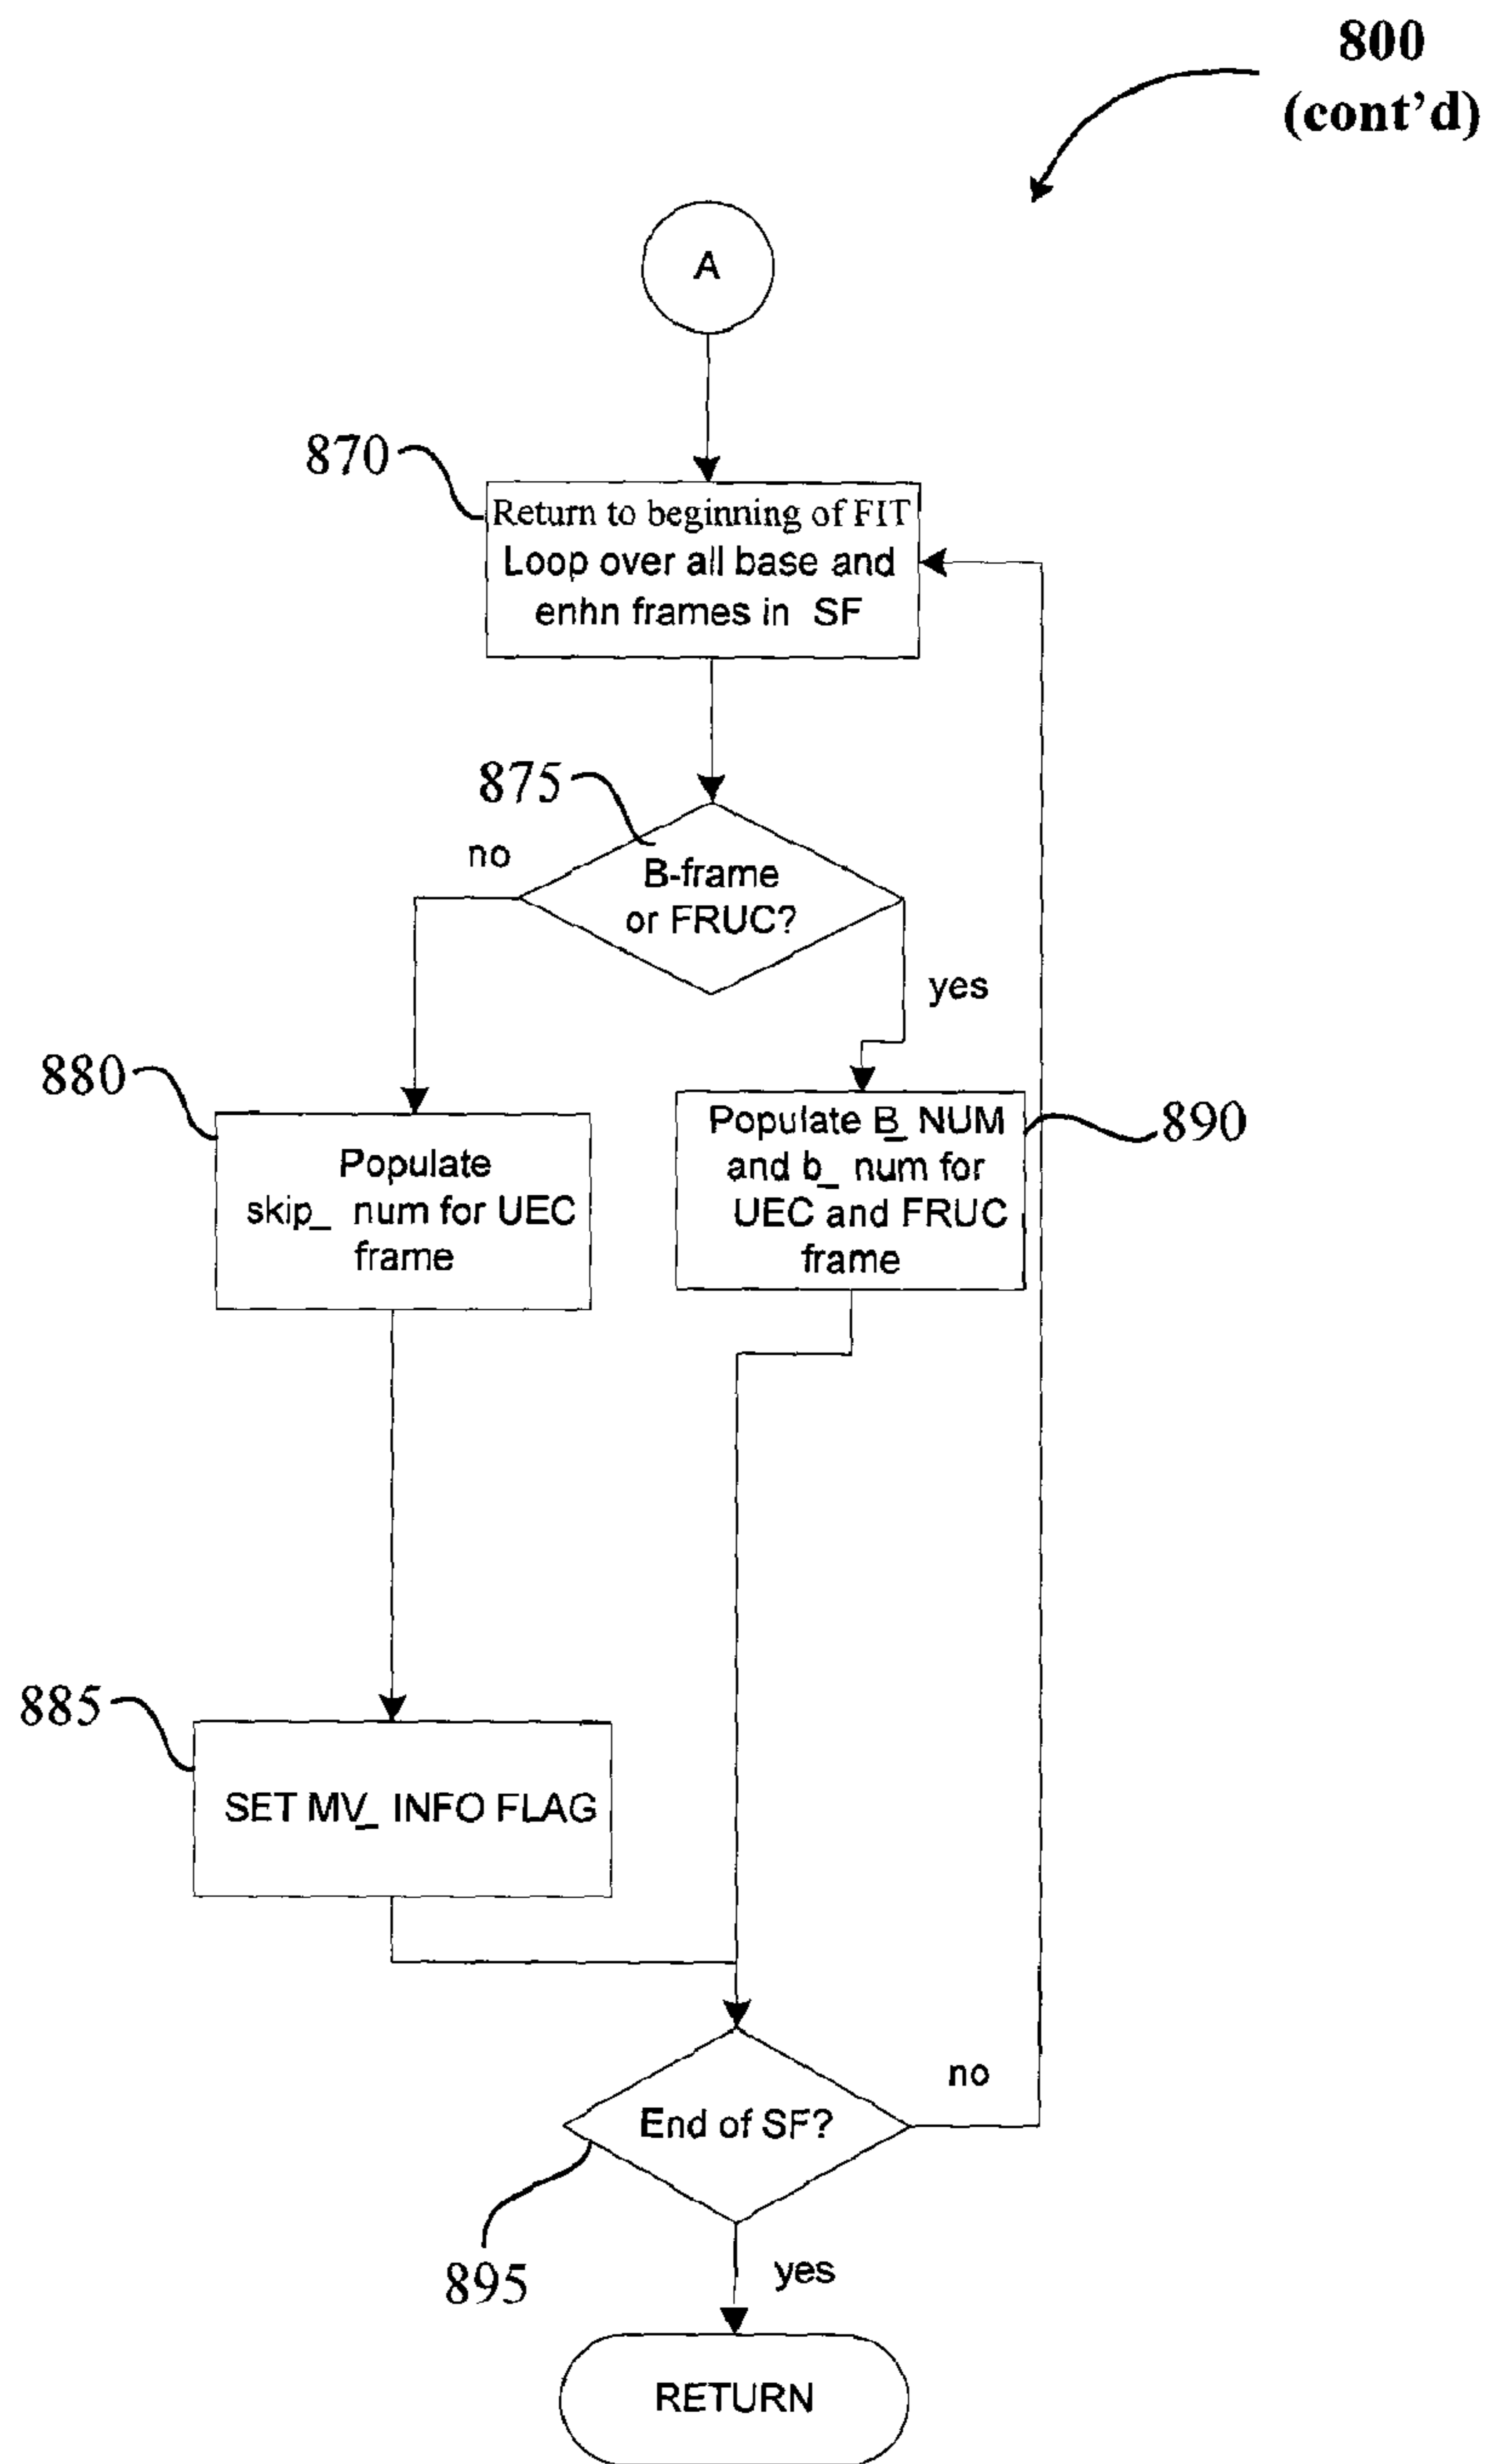 800
(cont’d)
A
870
Return to beginning of FIT
Loop over all base and
enhn frames in SF
875
no
B-frame
or FRUC?
yes
880
Populate
skip_ num for UEC
frame
Populate B_ NUM
and b_ num for
UEC and FRUC
frame
890
885
SET MV_ INFO FLAG
no
End of SF?
895
yes
RETURN